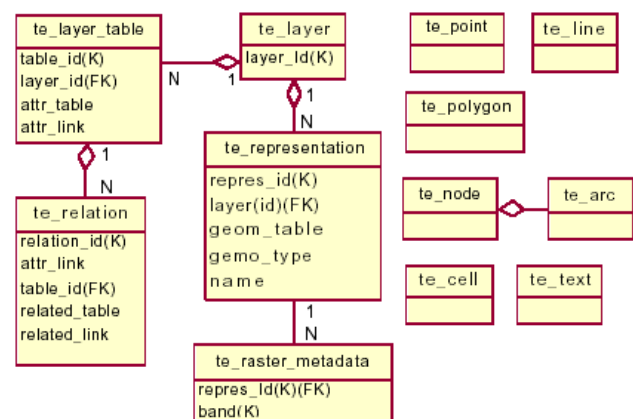 te_layer_table
table_id(K)
layer_id(FK)
attr_table
attr_link
N
1
te_layer
layer_Id(K)
1
N
te_representation
repres_id(K)
layer(id)(FK)
geom_table
gemo_type
name
1
N
te_relation
relation_id(K)
attr_link
table_id(FK)
related_table
related_link
1
N
te_raster_metadata
repres_Id(K)(FK)
band(K)
te_point
te_line
te_polygon
te_node
te_arc
te_cell
te_text